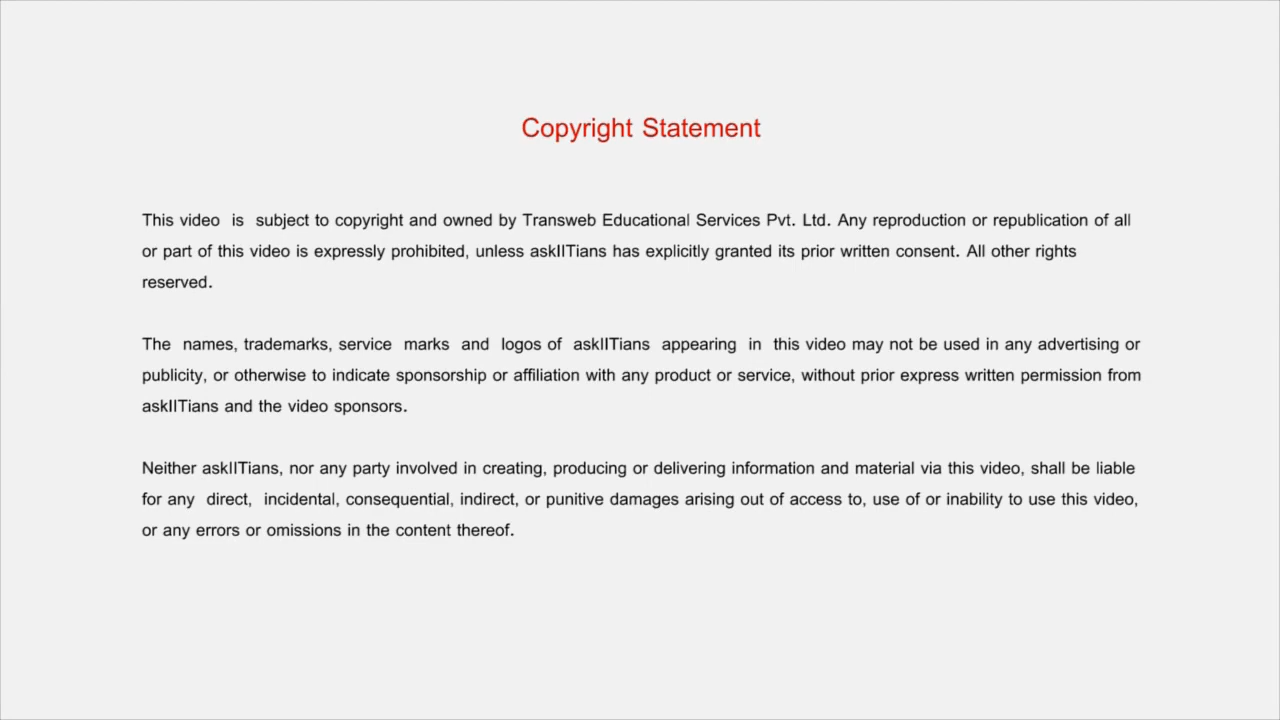 Copyright Statement
This video is subject to copyright and owned by Transweb Educational Services Pvt. Ltd. Any reproduction or republication of all
or part of this video is expressly prohibited, unless askIITians has explicitly granted its prior written consent. All other rights
reserved.
The names, trademarks, service marks and logos of askIITians appearing in this video may not be used in any advertising or
publicity, or otherwise to indicate sponsorship or affiliation with any product or service, without prior express written permission from
askIITians and the video sponsors.
Neither askIITians, nor any party involved in creating, producing or delivering information and material via this video, shall be liable
for any direct, incidental, consequential, indirect, or punitive damages arising out of access to, use of or inability to use this video,
or any errors or omissions in the content thereof.